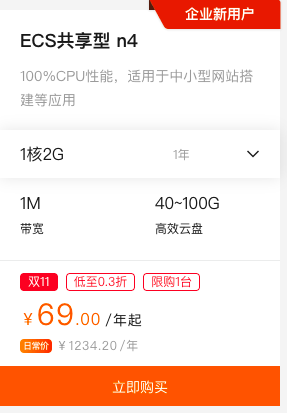 企业新用户
ECS共享型 n4
100%CPU性能，适用于中小型网站搭
建等应用
1核2G 1年
1M 40~100G
带宽 高效云盘
双11 低至0.3折 限购1台
￥69.00 /年起
日常价 ￥1234.20 /年
立即购买